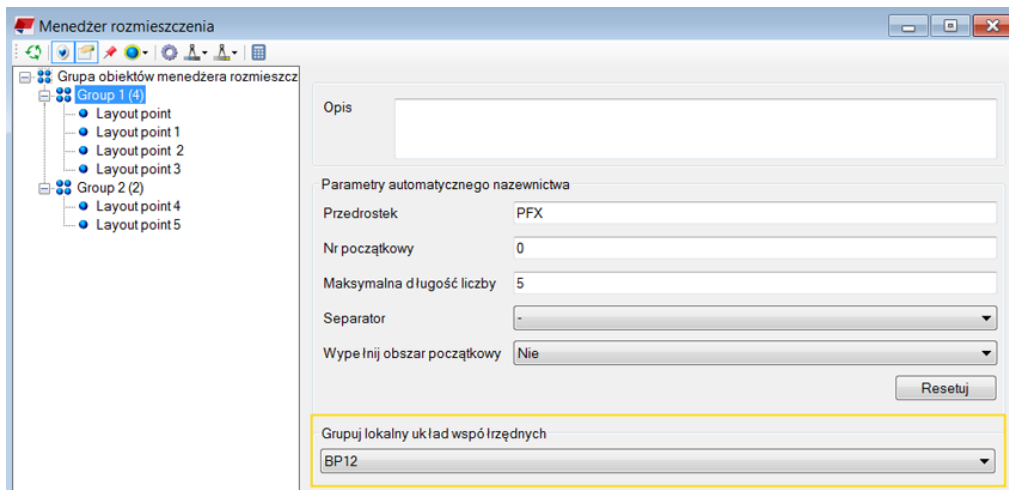 Menedżer rozmieszczenia
Grupa obiektów menedżera rozmieszcz
Group 1 (4)
Layout point
Layout point 1
Layout point 2
Layout point 3
Group 2 (2)
Layout point 4
Layout point 5
Opis
Parametry automatycznego nazewnictwa
Przedrostek PFX
Nr początkowy 0
Maksymalna długość liczby 5
Separator -
Wypełnij obszar początkowy Nie
Resetuj
Grupuj lokalny układ współrzędnych
BP12